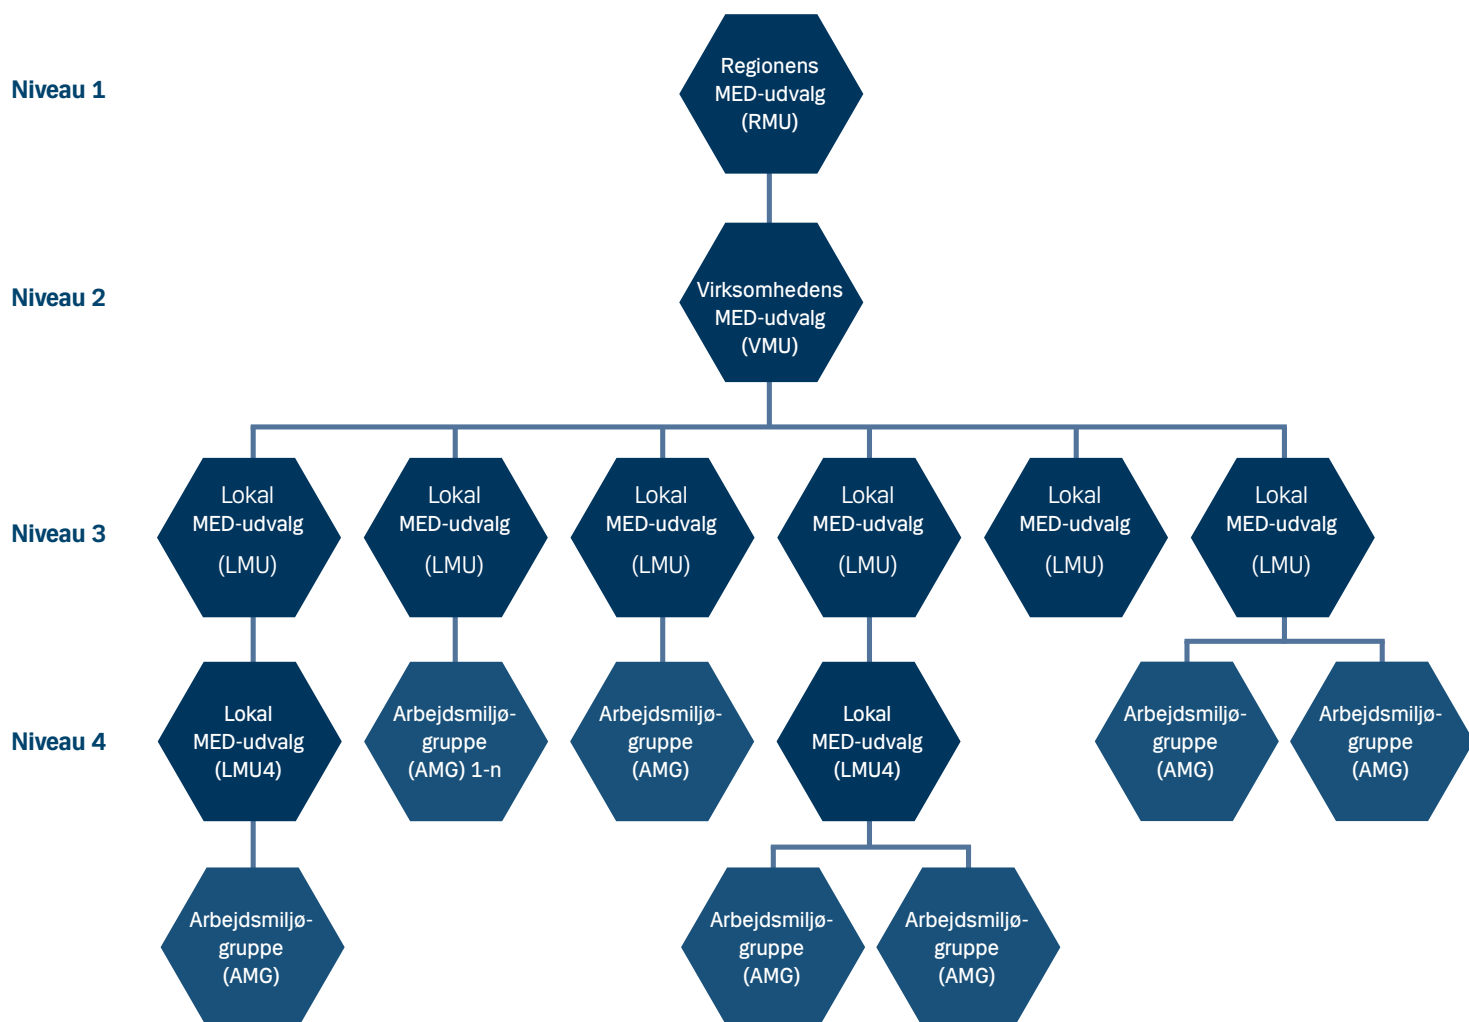 Niveau 1
Regionens
MED-udvalg
(RMU)
Niveau 2
Virksomhedens
MED-udvalg
(VMU)
Niveau 3
Lokal
MED-udvalg
(LMU)
Lokal
MED-udvalg
(LMU)
Lokal
MED-udvalg
(LMU)
Lokal
MED-udvalg
(LMU)
Lokal
MED-udvalg
(LMU)
Lokal
MED-udvalg
(LMU)
Niveau 4
Lokal
MED-udvalg
(LMU4)
Arbejdsmiljø-
gruppe
(AMG) 1-n
Arbejdsmiljø-
gruppe
(AMG)
Lokal
MED-udvalg
(LMU4)
Arbejdsmiljø-
gruppe
(AMG)
Arbejdsmiljø-
gruppe
(AMG)
Arbejdsmiljø-
gruppe
(AMG)
Arbejdsmiljø-
gruppe
(AMG)
Arbejdsmiljø-
gruppe
(AMG)